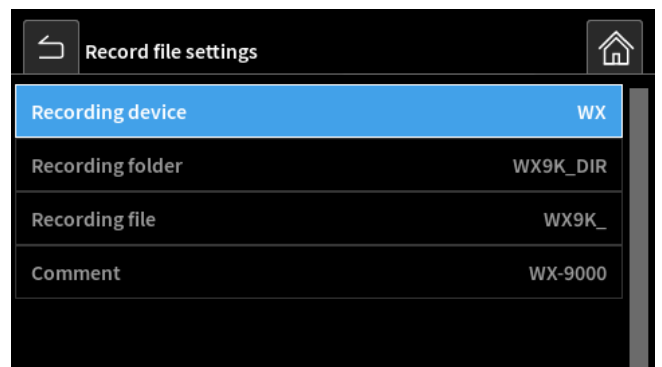 Record file settings
Recording device WX
Recording folder WX9K_DIR
Recording file WX9K_
Comment WX-9000